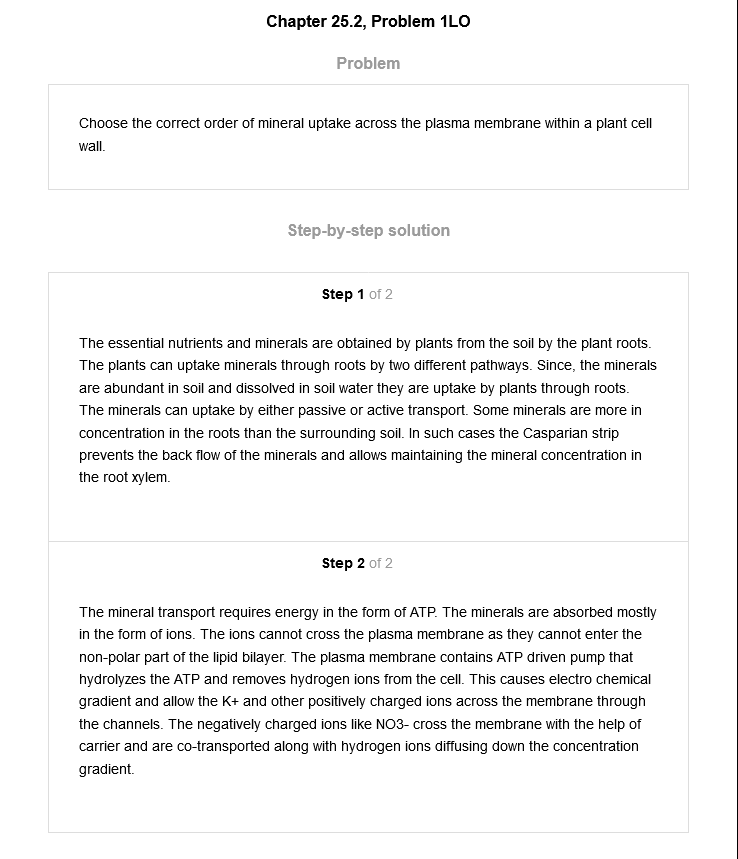 Chapter 25.2, Problem 1LO
Problem
Choose the correct order of mineral uptake across the plasma membrane within a plant cell
wall.
Step-by-step solution
Step 1 of 2
The essential nutrients and minerals are obtained by plants from the soil by the plant roots.
The plants can uptake minerals through roots by two different pathways. Since, the minerals
are abundant in soil and dissolved in soil water they are uptake by plants through roots.
The minerals can uptake by either passive or active transport. Some minerals are more in
concentration in the roots than the surrounding soil. In such cases the Casparian strip
prevents the back flow of the minerals and allows maintaining the mineral concentration in
the root xylem.
Step 2 of 2
The mineral transport requires energy in the form of ATP. The minerals are absorbed mostly
in the form of ions. The ions cannot cross the plasma membrane as they cannot enter the
non-polar part of the lipid bilayer. The plasma membrane contains ATP driven pump that
hydrolyzes the ATP and removes hydrogen ions from the cell. This causes electro chemical
gradient and allow the K+ and other positively charged ions across the membrane through
the channels. The negatively charged ions like NO3- cross the membrane with the help of
carrier and are co-transported along with hydrogen ions diffusing down the concentration
gradient.